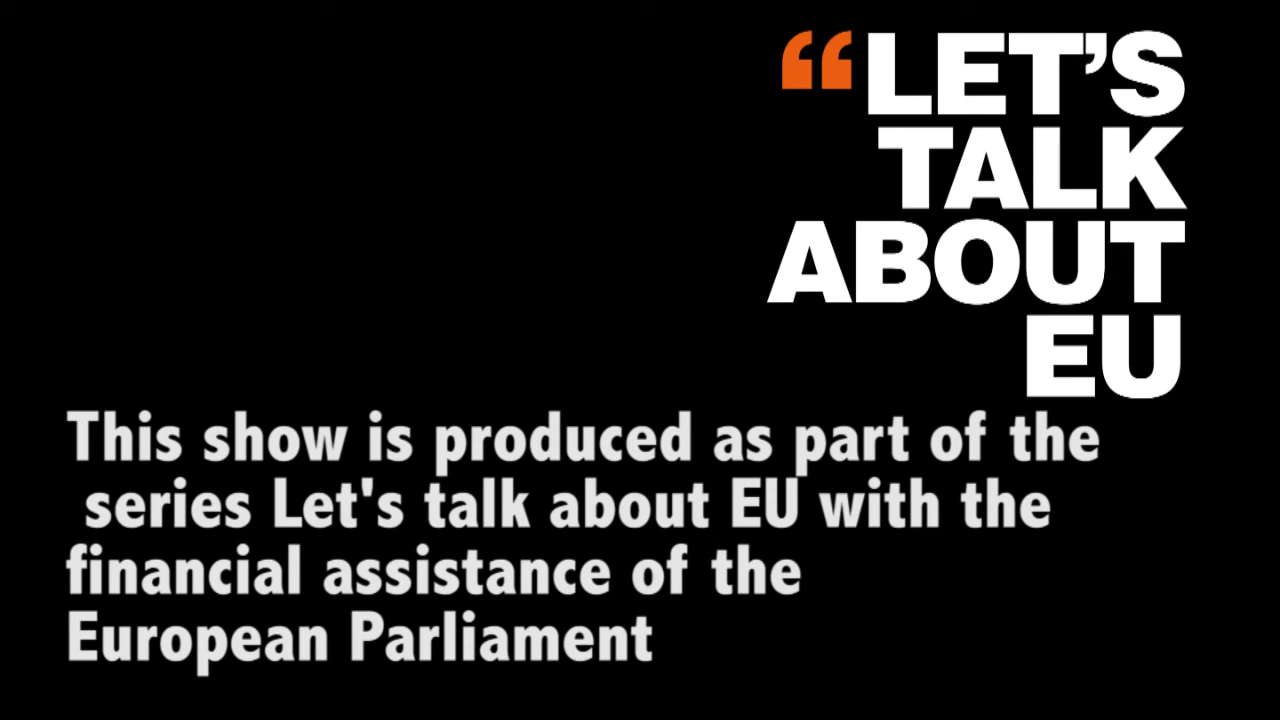 “LET’S
TALK
ABOUT
EU
This show is produced as part of the
series Let's talk about EU with the
financial assistance of the
European Parliament